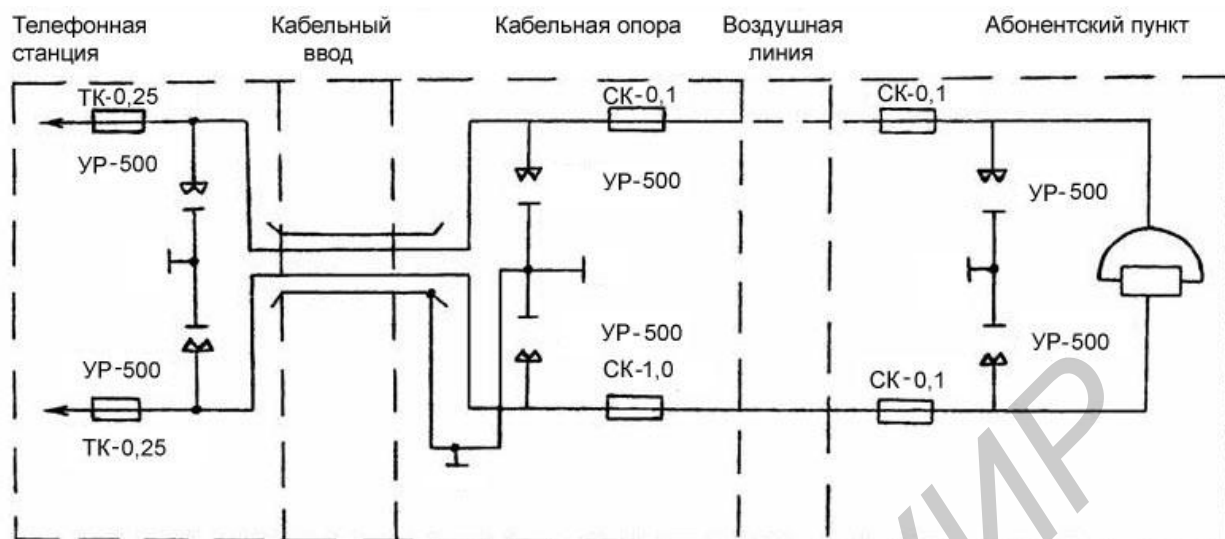 Телефонная станция
Кабельный ввод
Кабельная опора
Воздушная линия
Абонентский пункт
ТК-0,25
СК-0,1
СК-0,1
УР-500
УР-500
УР-500
УР-500
УР-500
УР-500
СК-1,0
СК-0,1
ТК-0,25